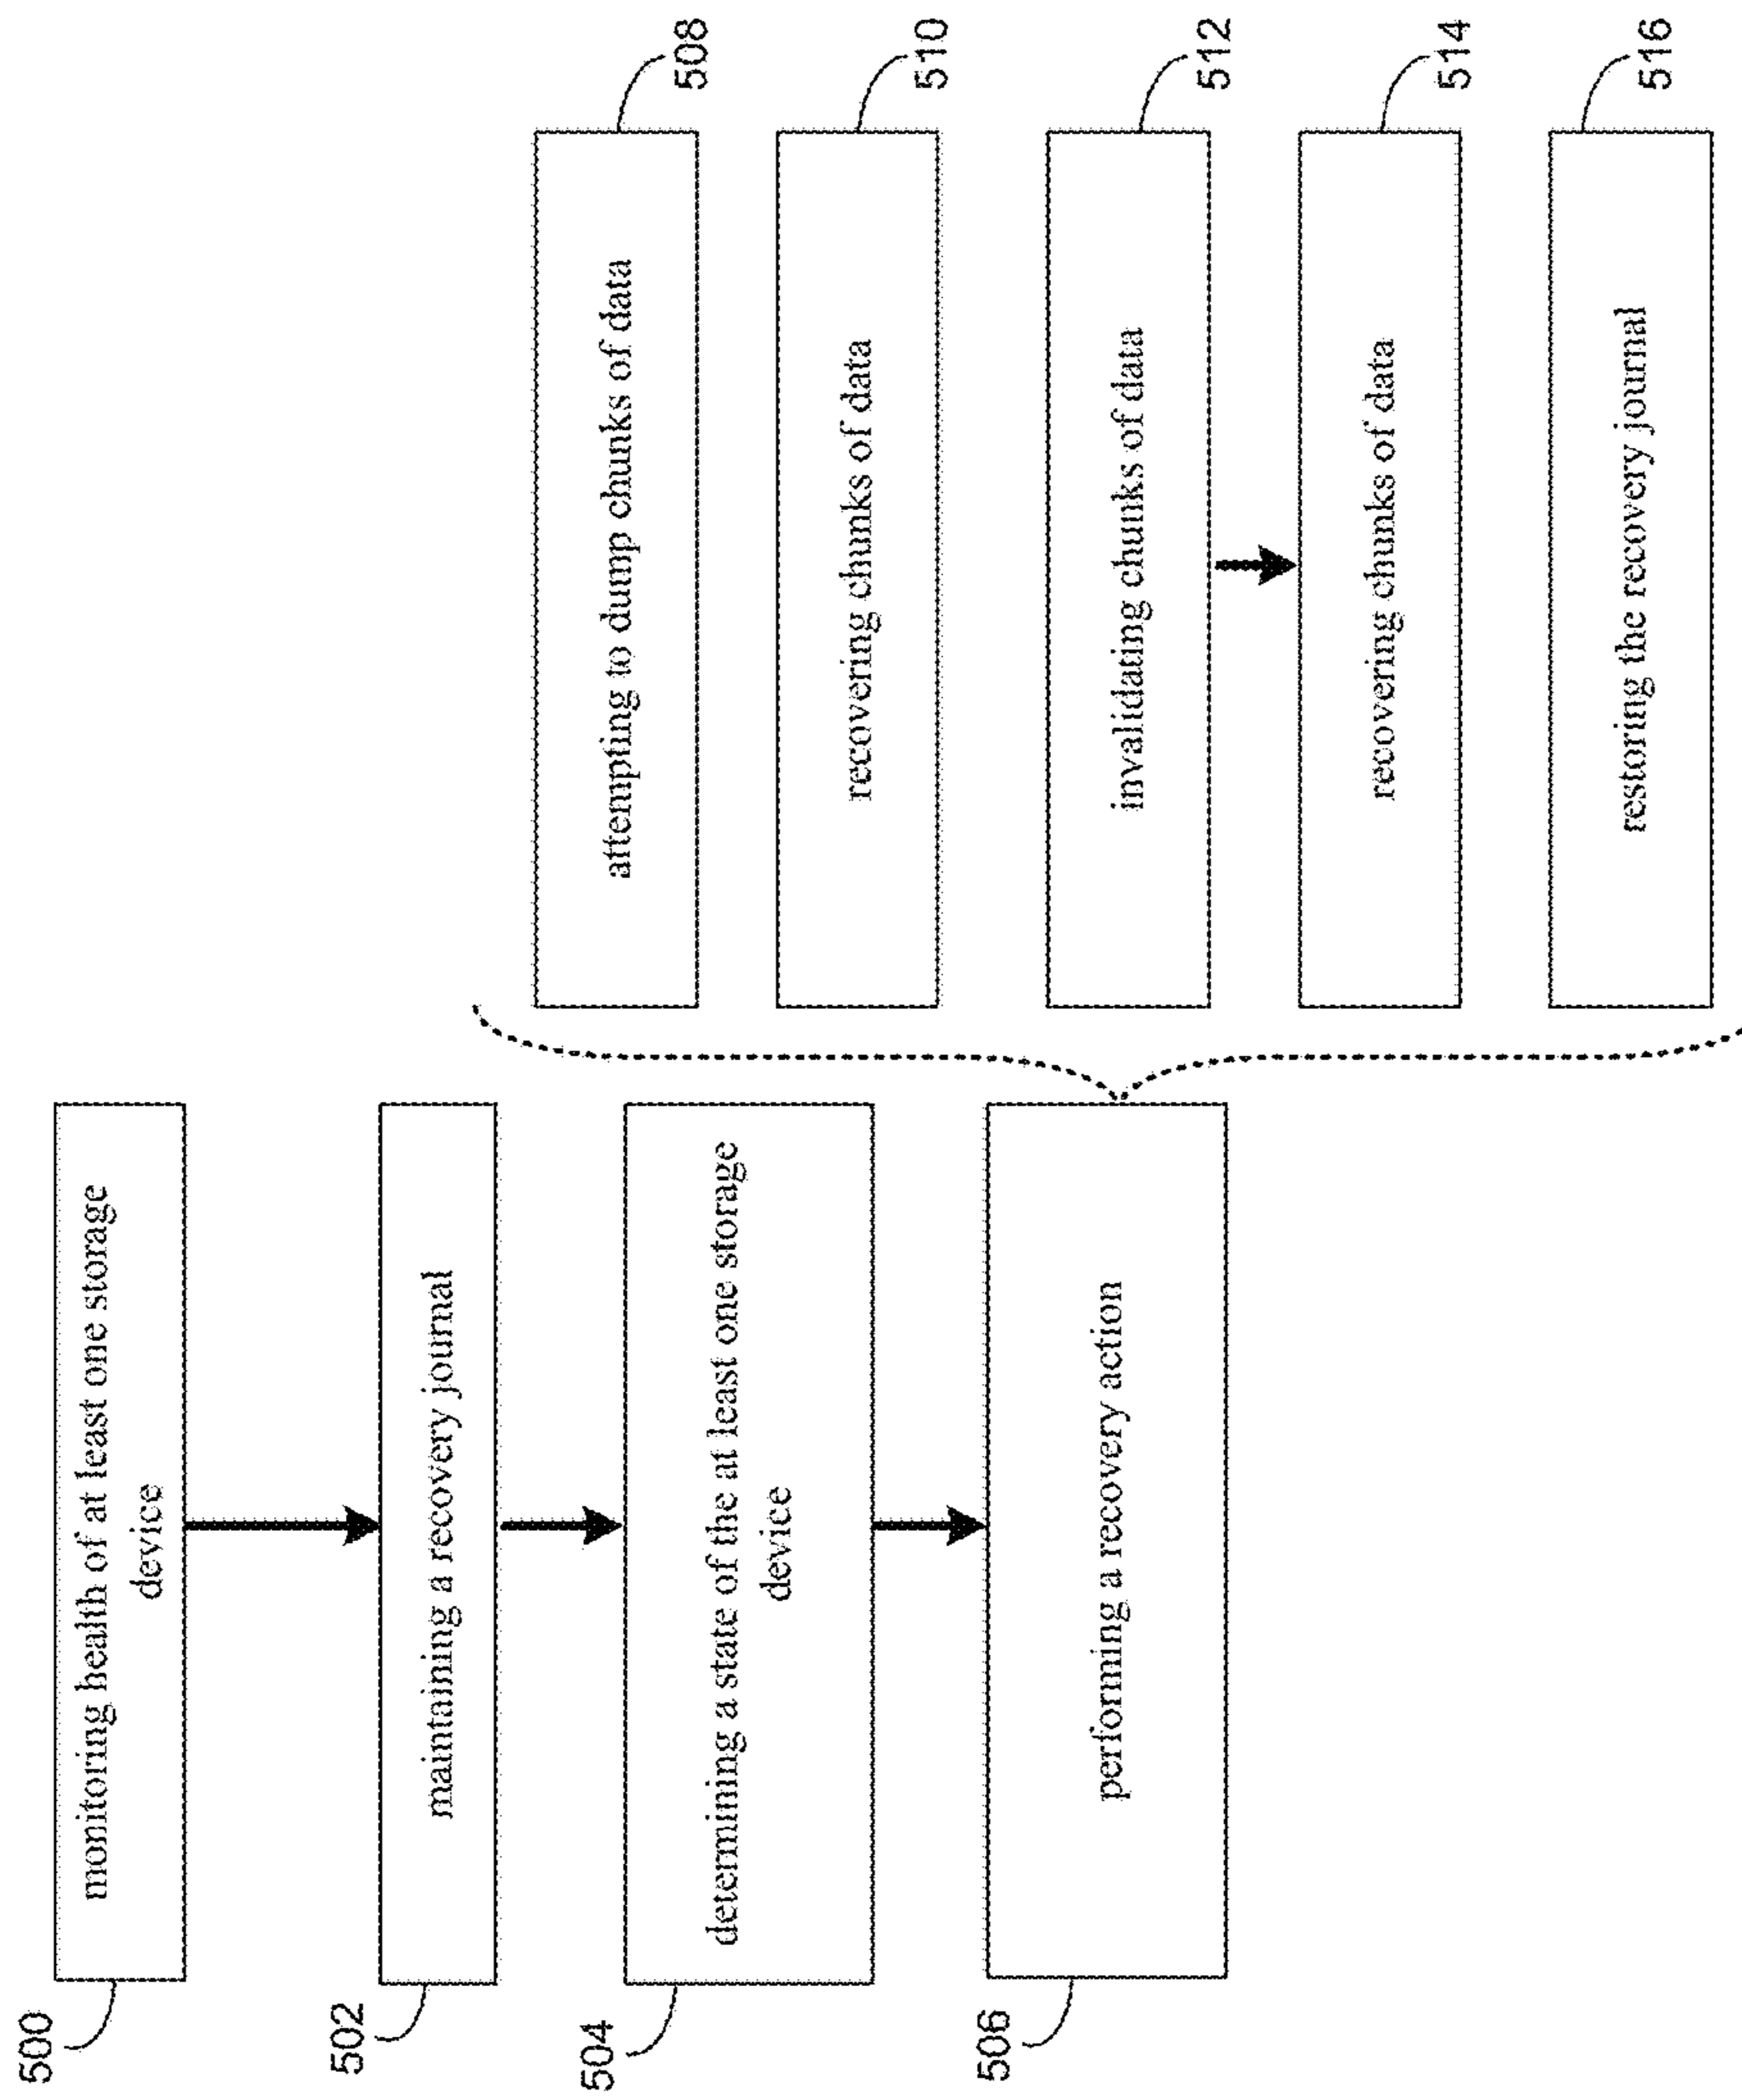 500
monitoring health of at least one storage
device
502
maintaining a recovery journal
504
determining a state of the at least one storage
device
506
performing a recovery action
attempting to dump chunks of data
508
recovering chunks of data
510
invalidating chunks of data
512
recovering chunks of data
514
restoring the recovery journal
516